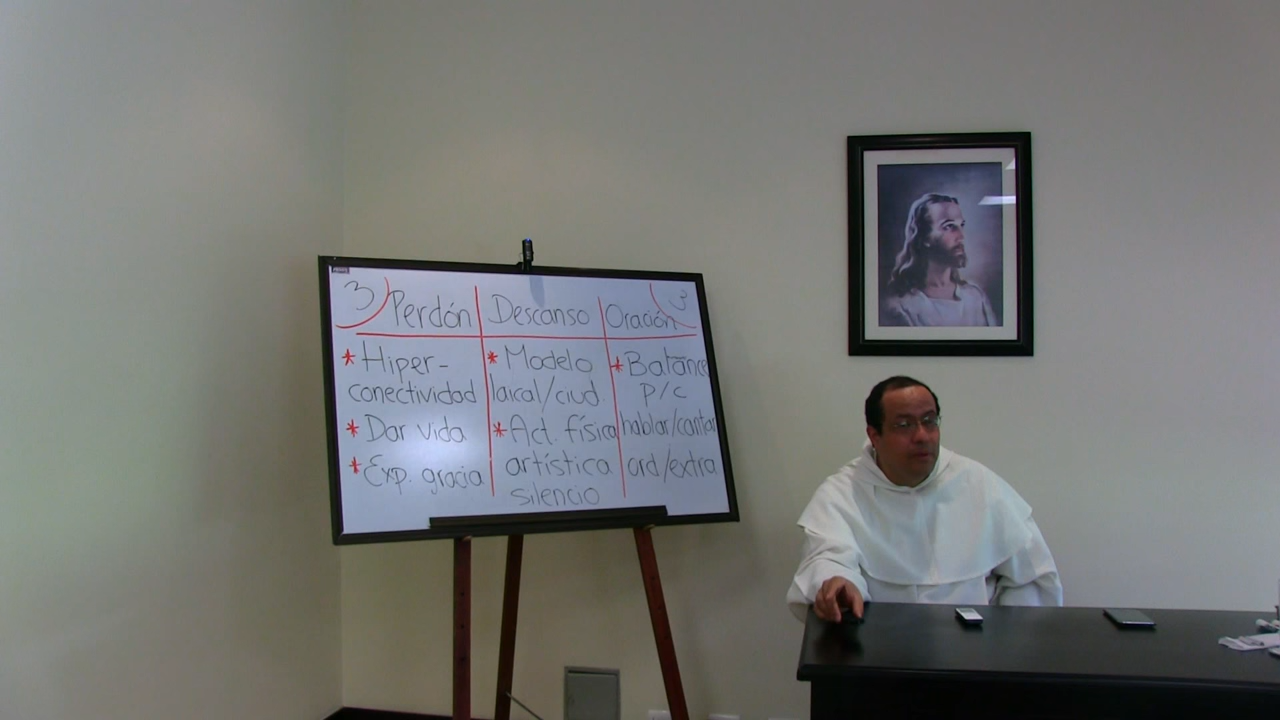 3 Perdón Descanso Oración 3
* Hiper-
conectividad
* Dar vida
* Exp. gracia
* Modelo
laical/ciud.
* Act. física
artística
silencio
* Balance
P/C
hablar/cantar
ord/extra